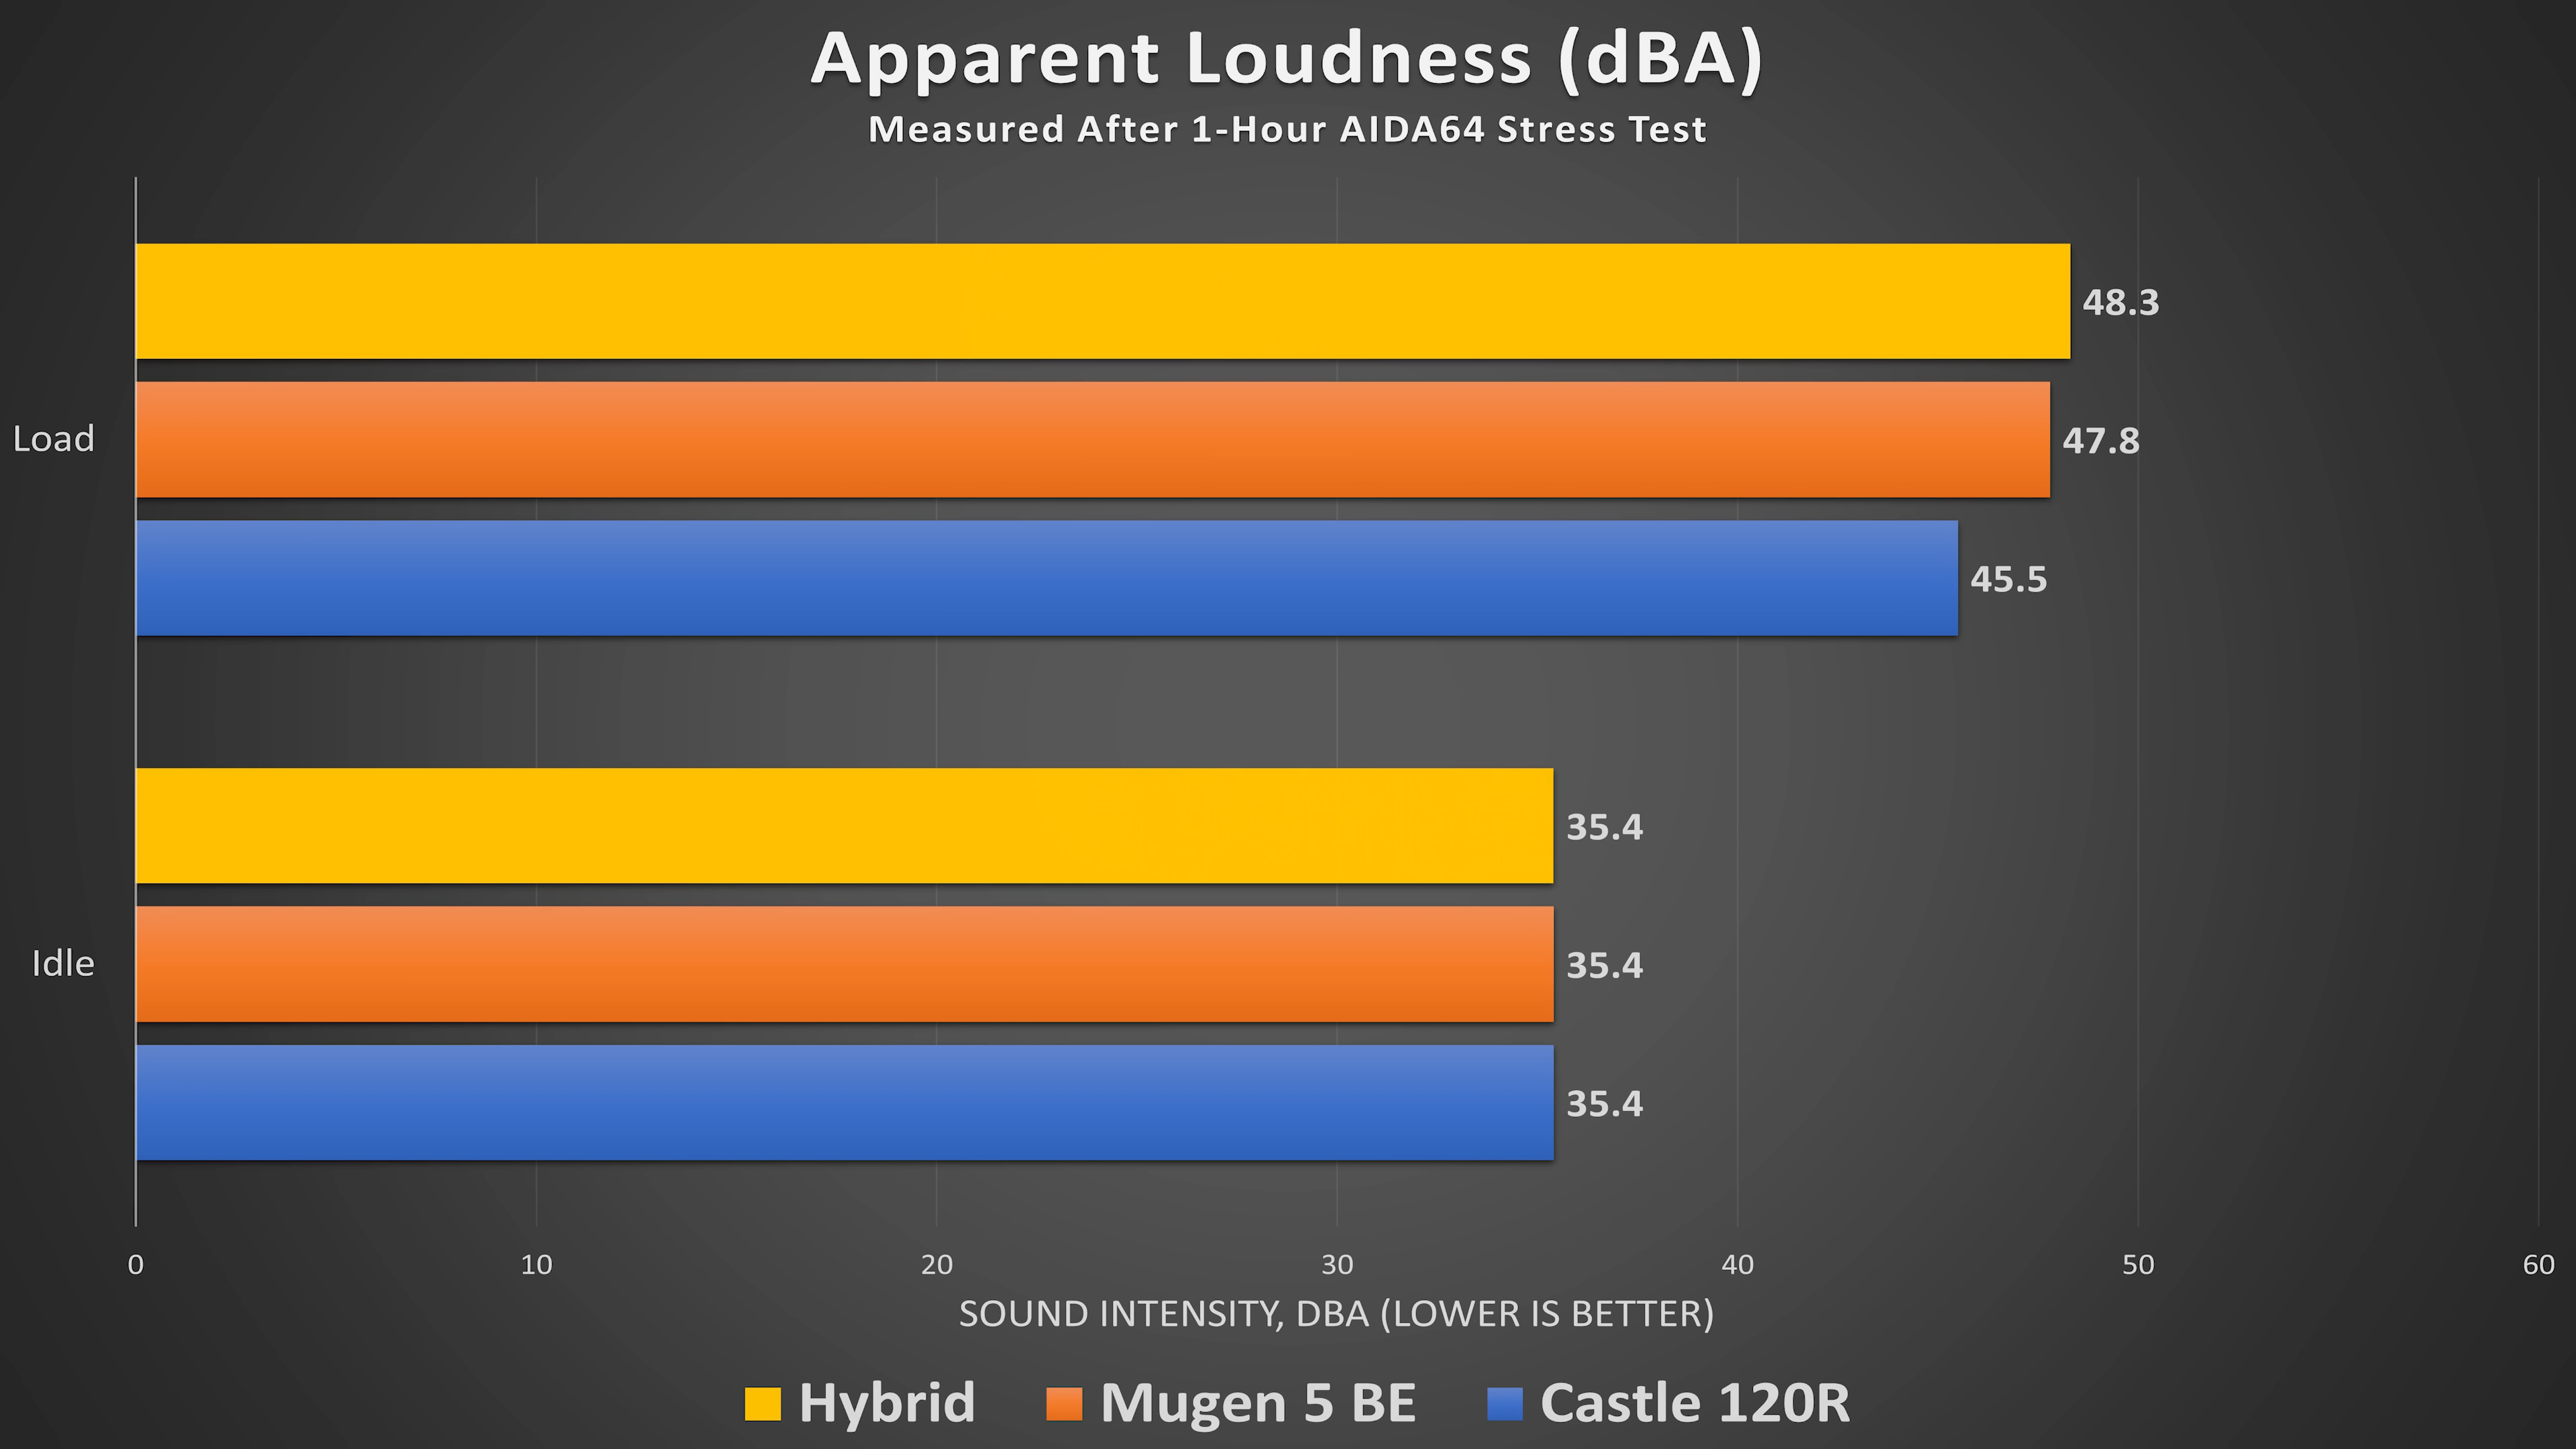 Apparent Loudness (dBA)
Measured After 1-Hour AIDA64 Stress Test
48.3
Load
47.8
45.5
35.4
Idle
35.4
35.4
0 10 20 30 40 50 60
SOUND INTENSITY, DBA (LOWER IS BETTER)
Hybrid Mugen 5 BE Castle 120R